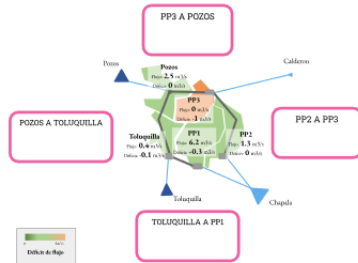 PP3 A POZOS
Pozos
Calderon
Pozos
Flujo: 2.5 m3/s
Déficit: 0 m3/s
PP3
Flujo: 0 m3/s
Déficit: -1 m3/s
POZOS A TOLUQUILLA
PP2 A PP3
Toluquilla
Flujo: 0.4 m3/s
Déficit: -0.1 m3/s
PP1
Flujo: 6.2 m3/s
Déficit: -0.3 m3/s
PP2
Flujo: 1.3 m3/s
Déficit: 0 m3/s
Toluquilla
Chapala
TOLUQUILLA A PP1
Déficit de flujo